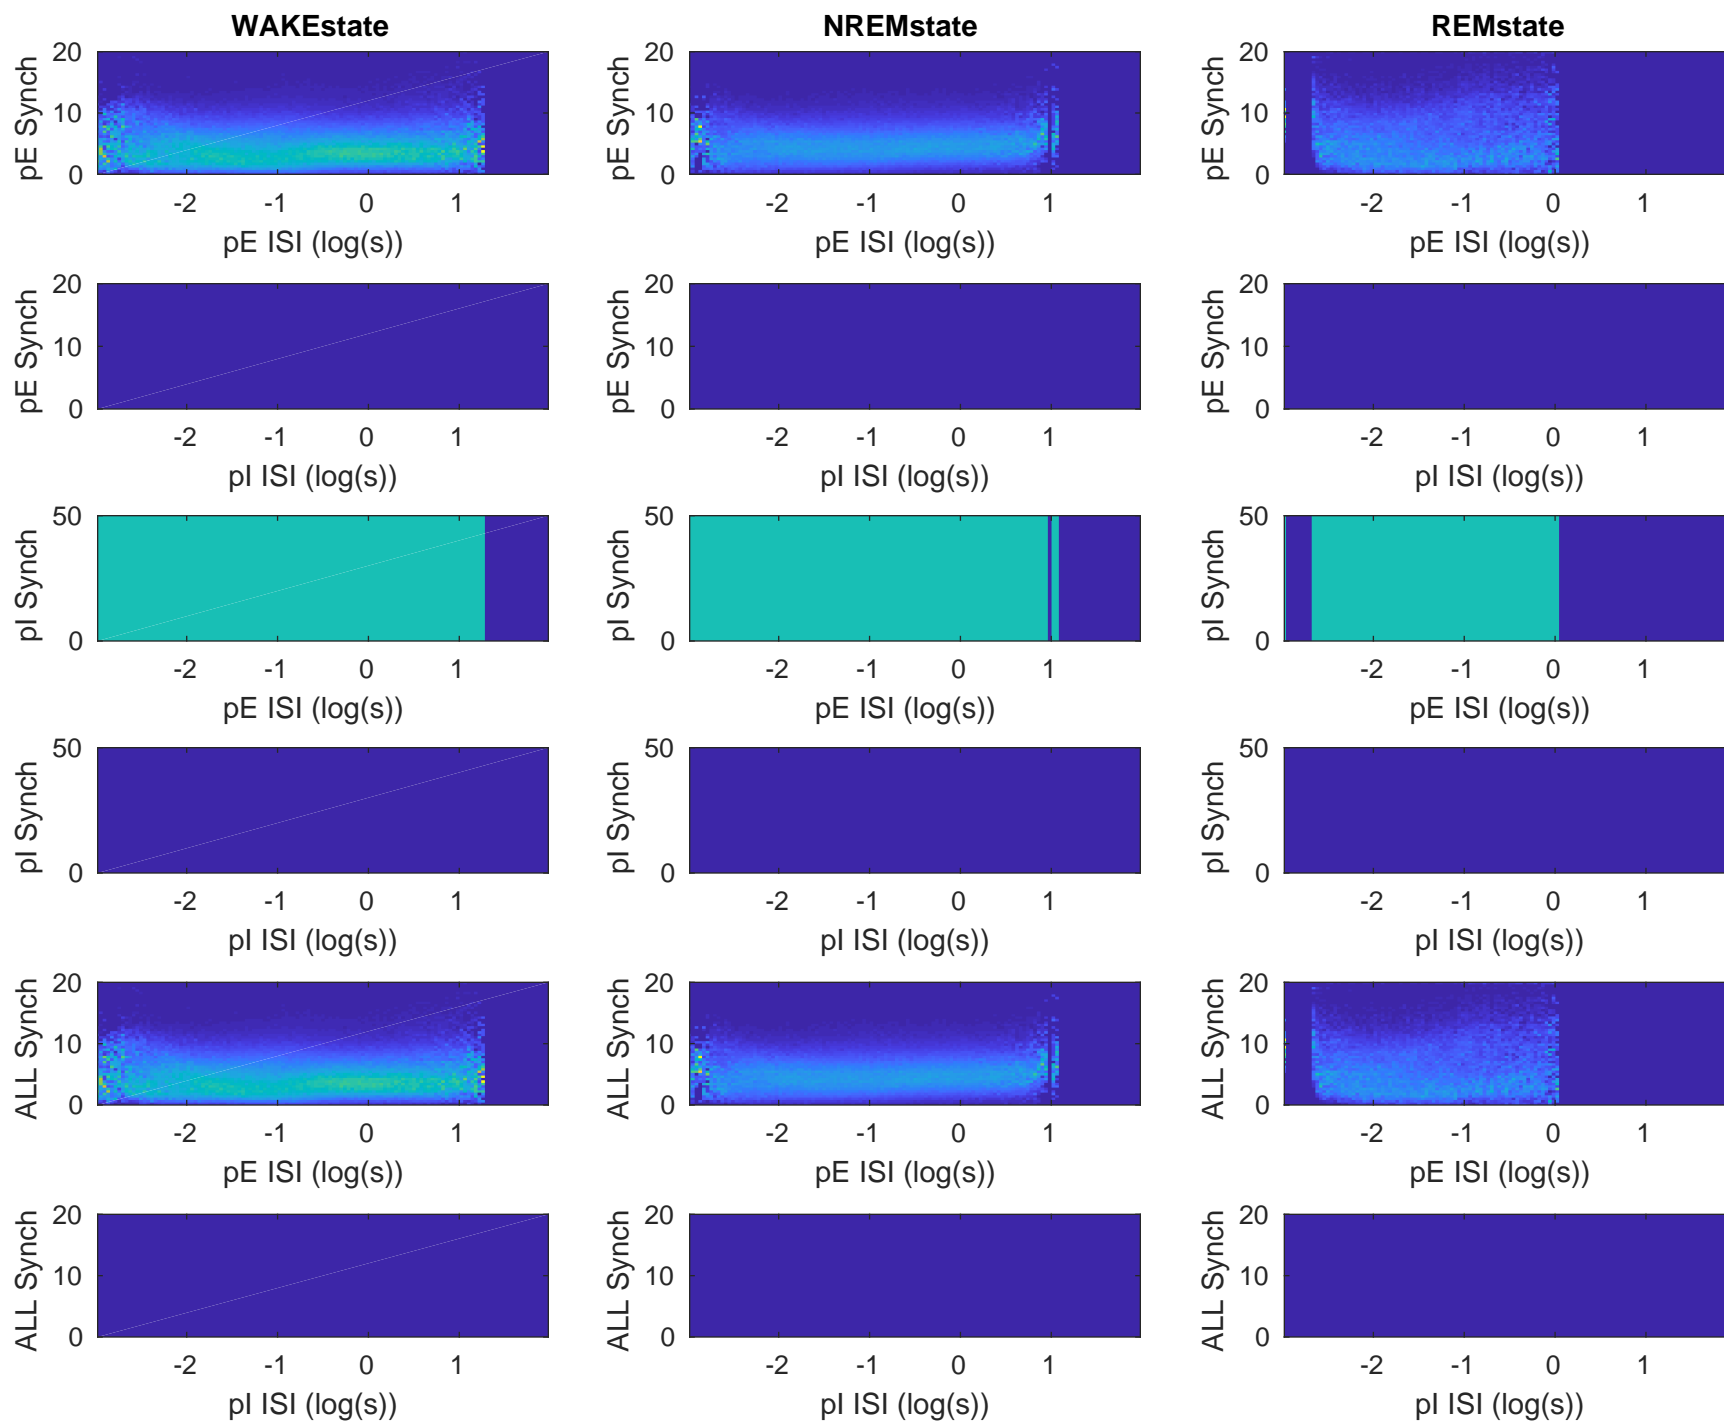 WAKEstate NREMstate REMstate
20 20 20
10 10 10
0 0 0
pE Synch pE Synch pE Synch
-2 -1 0 1 -2 -1 0 1 -2 -1 0 1
pE ISI (log(s)) pE ISI (log(s)) pE ISI (log(s))
20 20 20
10 10 10
0 0 0
pE Synch pE Synch pE Synch
-2 -1 0 1 -2 -1 0 1 -2 -1 0 1
pI ISI (log(s)) pI ISI (log(s)) pI ISI (log(s))
50 50 50
0 0 0
pI Synch pI Synch pI Synch
-2 -1 0 1 -2 -1 0 1 -2 -1 0 1
pE ISI (log(s)) pE ISI (log(s)) pE ISI (log(s))
50 50 50
0 0 0
pI Synch pI Synch pI Synch
-2 -1 0 1 -2 -1 0 1 -2 -1 0 1
pI ISI (log(s)) pI ISI (log(s)) pI ISI (log(s))
20 20 20
10 10 10
0 0 0
ALL Synch ALL Synch ALL Synch
-2 -1 0 1 -2 -1 0 1 -2 -1 0 1
pE ISI (log(s)) pE ISI (log(s)) pE ISI (log(s))
20 20 20
10 10 10
0 0 0
ALL Synch ALL Synch ALL Synch
-2 -1 0 1 -2 -1 0 1 -2 -1 0 1
pI ISI (log(s)) pI ISI (log(s)) pI ISI (log(s))